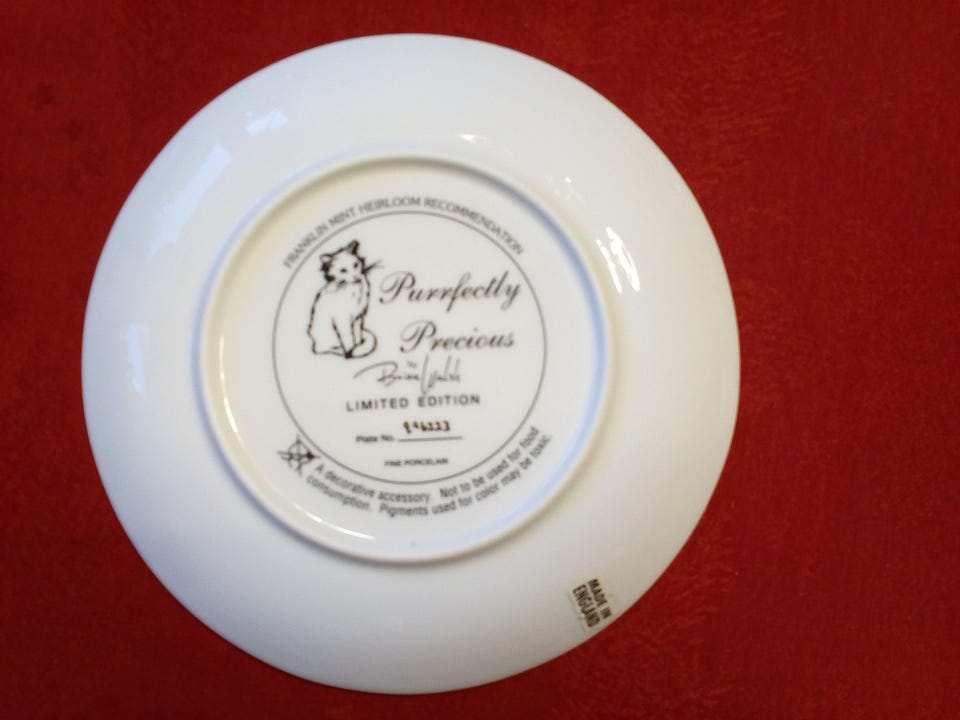 FRANKLIN MINT HEIRLOOM RECOMMENDATION
Purrfectly
Precious
by
LIMITED EDITION
Plate No.
FINE PORCELAIN
A decorative accessory. Not to be used for food
consumption. Pigments used for color may be toxic.
MADE IN
ENGLAND